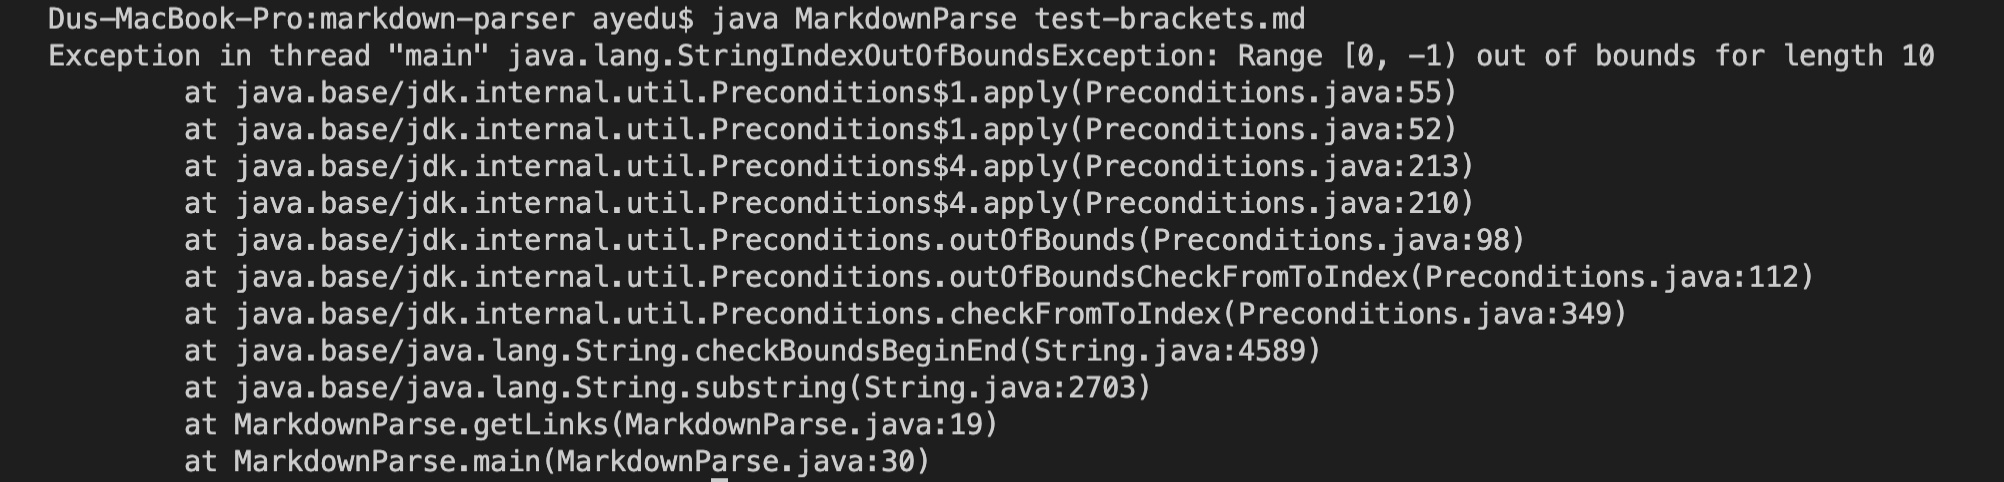 Dus-MacBook-Pro:markdown-parser ayedu$ java MarkdownParse test-brackets.md
Exception in thread "main" java.lang.StringIndexOutOfBoundsException: Range [0, -1) out of bounds for length 10
at java.base/jdk.internal.util.Preconditions$1.apply(Preconditions.java:55)
at java.base/jdk.internal.util.Preconditions$1.apply(Preconditions.java:52)
at java.base/jdk.internal.util.Preconditions$4.apply(Preconditions.java:213)
at java.base/jdk.internal.util.Preconditions$4.apply(Preconditions.java:210)
at java.base/jdk.internal.util.Preconditions.outOfBounds(Preconditions.java:98)
at java.base/jdk.internal.util.Preconditions.outOfBoundsCheckFromToIndex(Preconditions.java:112)
at java.base/jdk.internal.util.Preconditions.checkFromToIndex(Preconditions.java:349)
at java.base/java.lang.String.checkBoundsBeginEnd(String.java:4589)
at java.base/java.lang.String.substring(String.java:2703)
at MarkdownParse.getLinks(MarkdownParse.java:19)
at MarkdownParse.main(MarkdownParse.java:30)